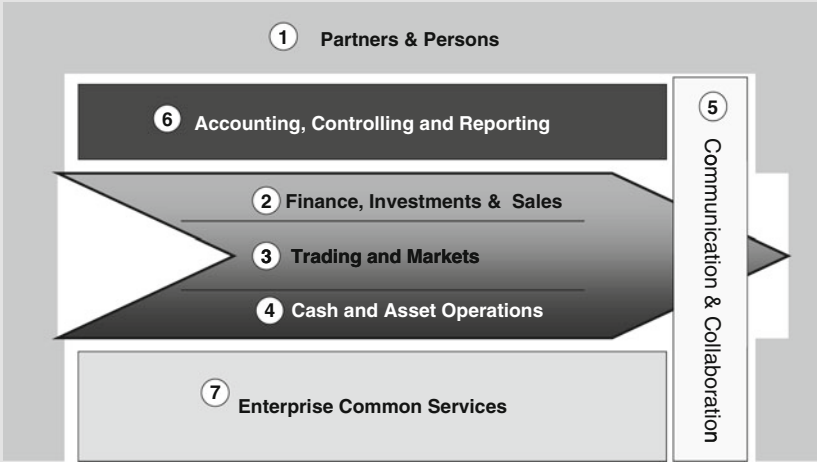 1 Partners & Persons
6 Accounting, Controlling and Reporting
5 Communication & Collaboration
2 Finance, Investments & Sales
3 Trading and Markets
4 Cash and Asset Operations
7 Enterprise Common Services